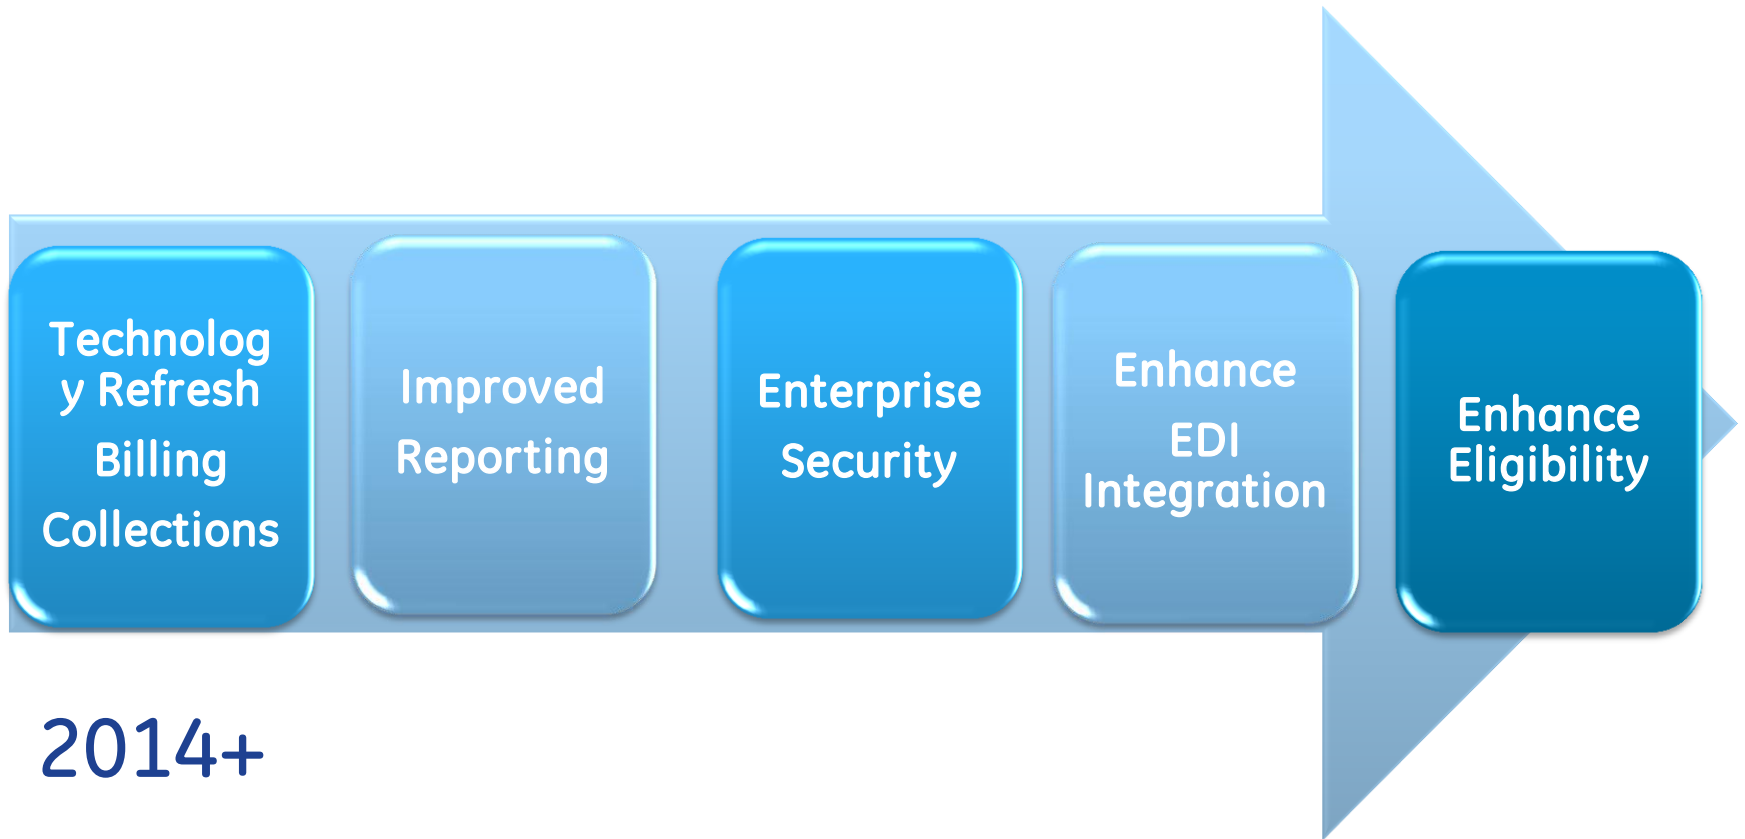 Technolog
y Refresh
Billing
Collections
Improved
Reporting
Enterprise
Security
Enhance
EDI
Integration
Enhance
Eligibility
2014+